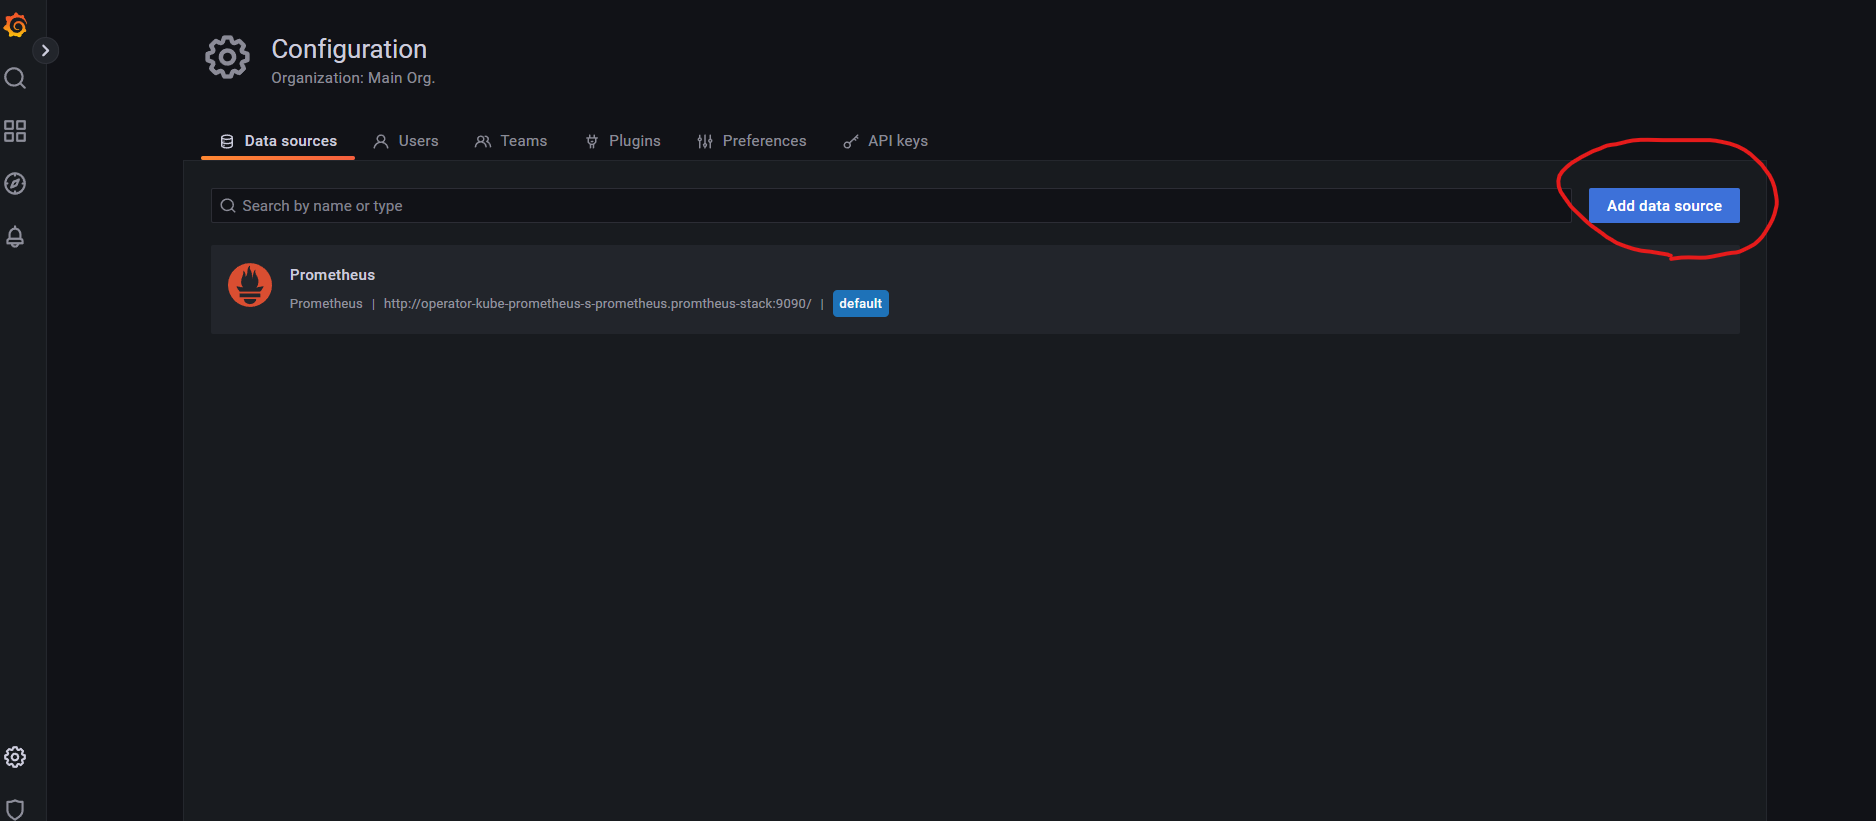 Configuration
Organization: Main Org.
Data sources Users Teams Plugins Preferences API keys
Search by name or type
Add data source
Prometheus
Prometheus | http://operator-kube-prometheus-s-prometheus.promtheus-stack:9090/ | default